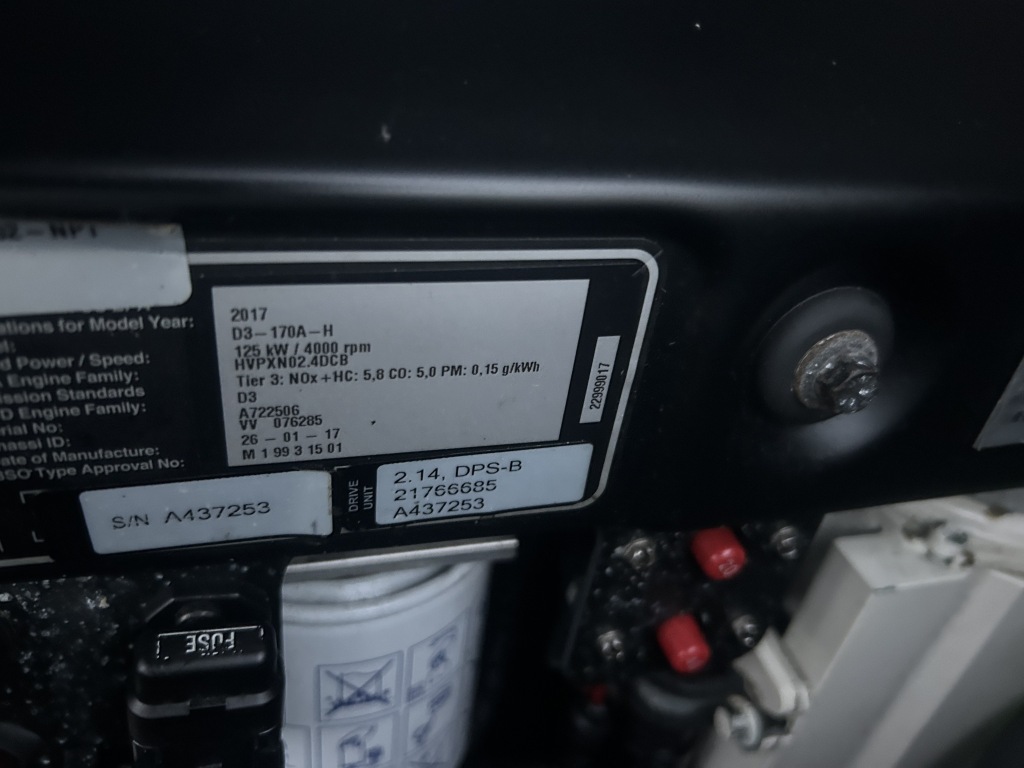 2017
D3-170A-H
125 kW / 4000 rpm
HVPXN02.4DCB
Tier 3: NOx+HC: 5,8 CO: 5,0 PM: 0,15 g/kWh
D3
A722506
VV 076285
26 - 01 - 17
M 1 99 3 15 01
22999017
ations for Model Year:
d Power / Speed:
Engine Family:
ission Standards
D Engine Family:
rial No:
hassi ID:
ate of Manufacture:
BSO Type Approval No:
L
S/N A437253
DRIVE
UNIT
2.14, DPS-B
21766685
A437253
FUSE
20